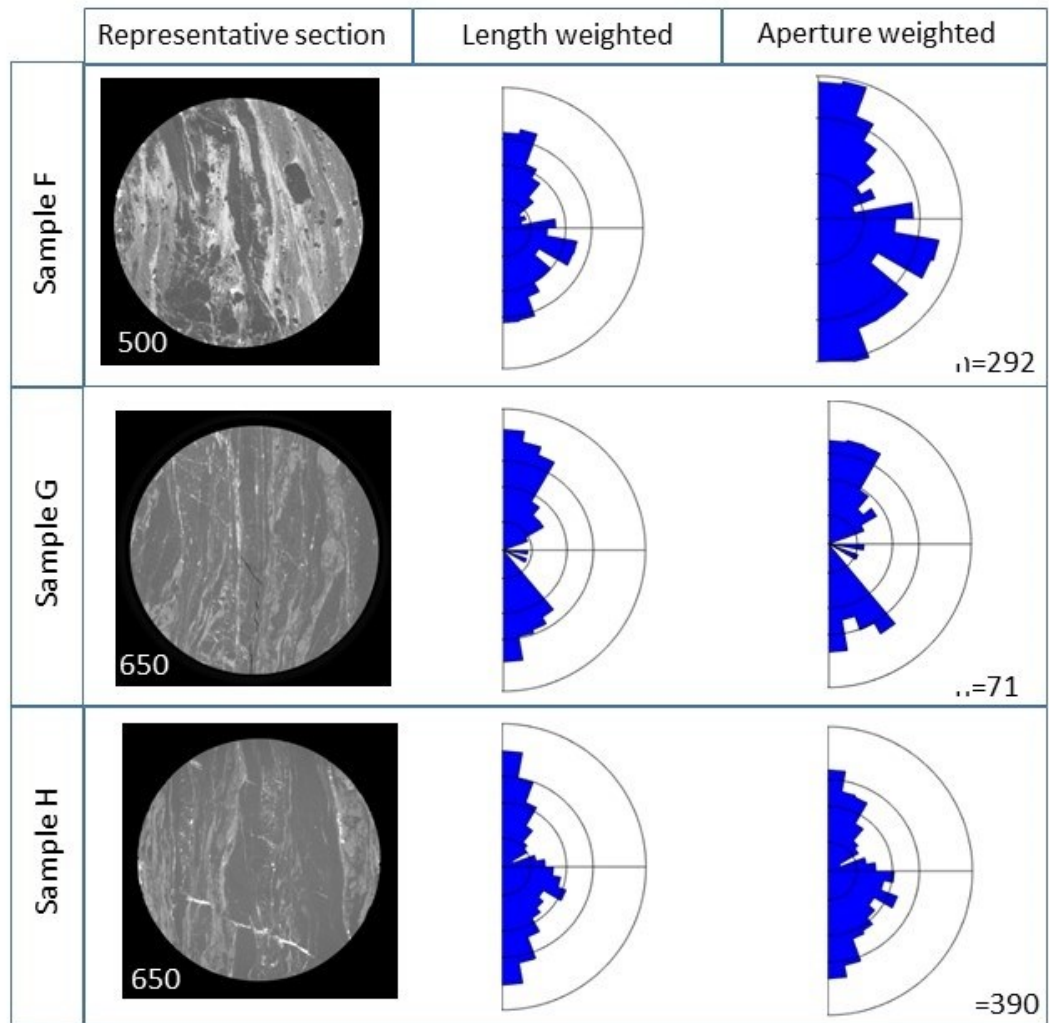 Representative section
Length weighted
Aperture weighted
Sample F
500
=292
Sample G
650
=71
Sample H
650
=390